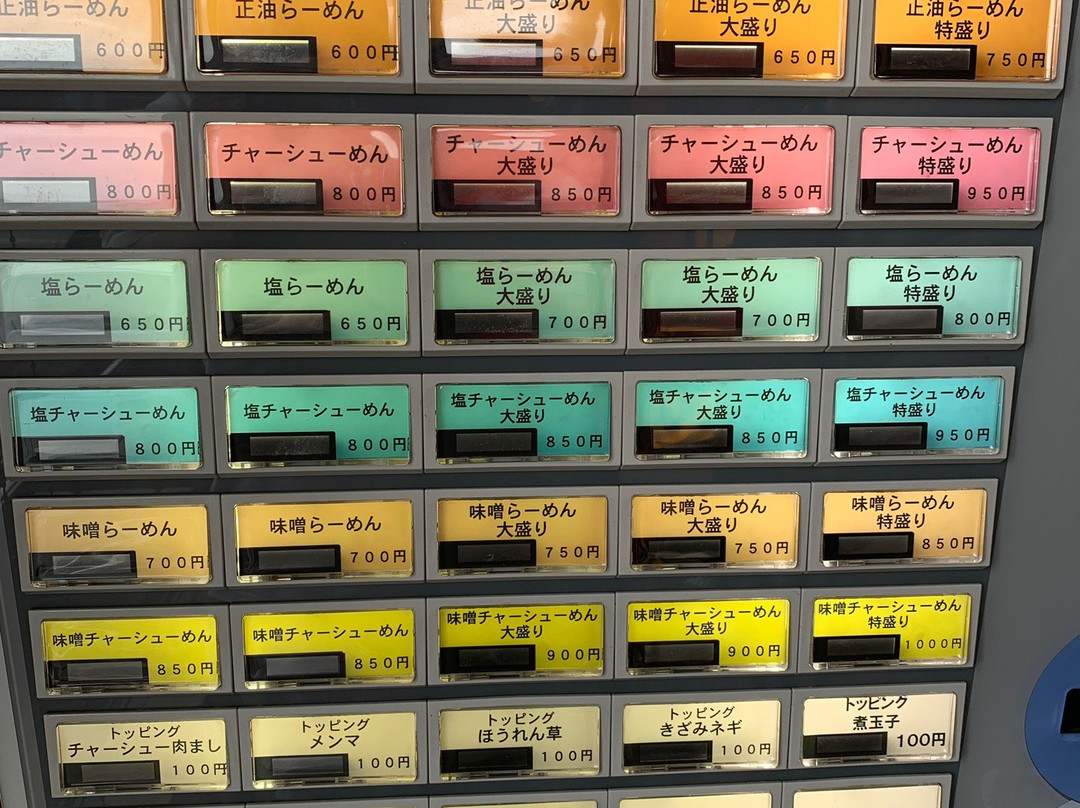 正油らーめん
600円
正油らーめん
600円
正油らーめん
大盛り
650円
正油らーめん
大盛り
650円
正油らーめん
特盛り
750円
チャーシューめん
800円
チャーシューめん
800円
チャーシューめん
大盛り
850円
チャーシューめん
大盛り
850円
チャーシューめん
特盛り
950円
塩らーめん
650円
塩らーめん
650円
塩らーめん
大盛り
700円
塩らーめん
大盛り
700円
塩らーめん
特盛り
800円
塩チャーシューめん
800円
塩チャーシューめん
800円
塩チャーシューめん
大盛り
850円
塩チャーシューめん
大盛り
850円
塩チャーシューめん
特盛り
950円
味噌らーめん
700円
味噌らーめん
700円
味噌らーめん
大盛り
750円
味噌らーめん
大盛り
750円
味噌らーめん
特盛り
850円
味噌チャーシューめん
850円
味噌チャーシューめん
850円
味噌チャーシューめん
大盛り
900円
味噌チャーシューめん
大盛り
900円
味噌チャーシューめん
特盛り
1000円
トッピング
チャーシュー肉まし
100円
トッピング
メンマ
100円
トッピング
ほうれん草
100円
トッピング
きざみネギ
100円
トッピング
煮玉子
100円